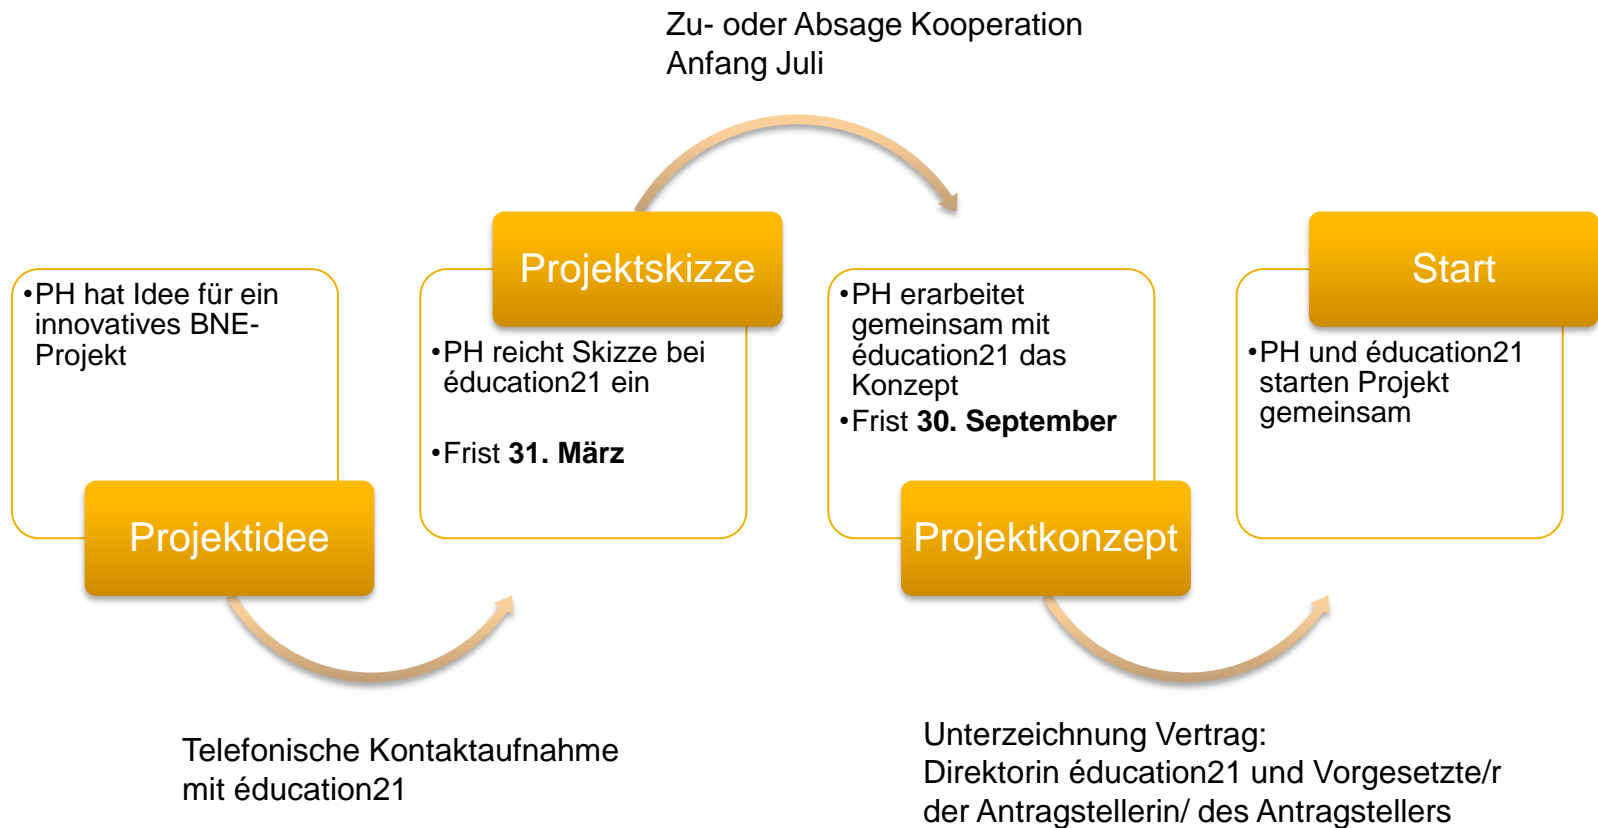 Zu- oder Absage Kooperation
Anfang Juli
•PH hat Idee für ein
innovatives BNE-
Projekt
Projektidee
Telefonische Kontaktaufnahme
mit éducation21
Projektskizze
•PH reicht Skizze bei
éducation21 ein
•Frist 31. März
•PH erarbeitet
gemeinsam mit
éducation21 das
Konzept
•Frist 30. September
Projektkonzept
Unterzeichnung Vertrag:
Direktorin éducation21 und Vorgesetzte/r
der Antragstellerin/ des Antragstellers
Start
•PH und éducation21
starten Projekt
gemeinsam